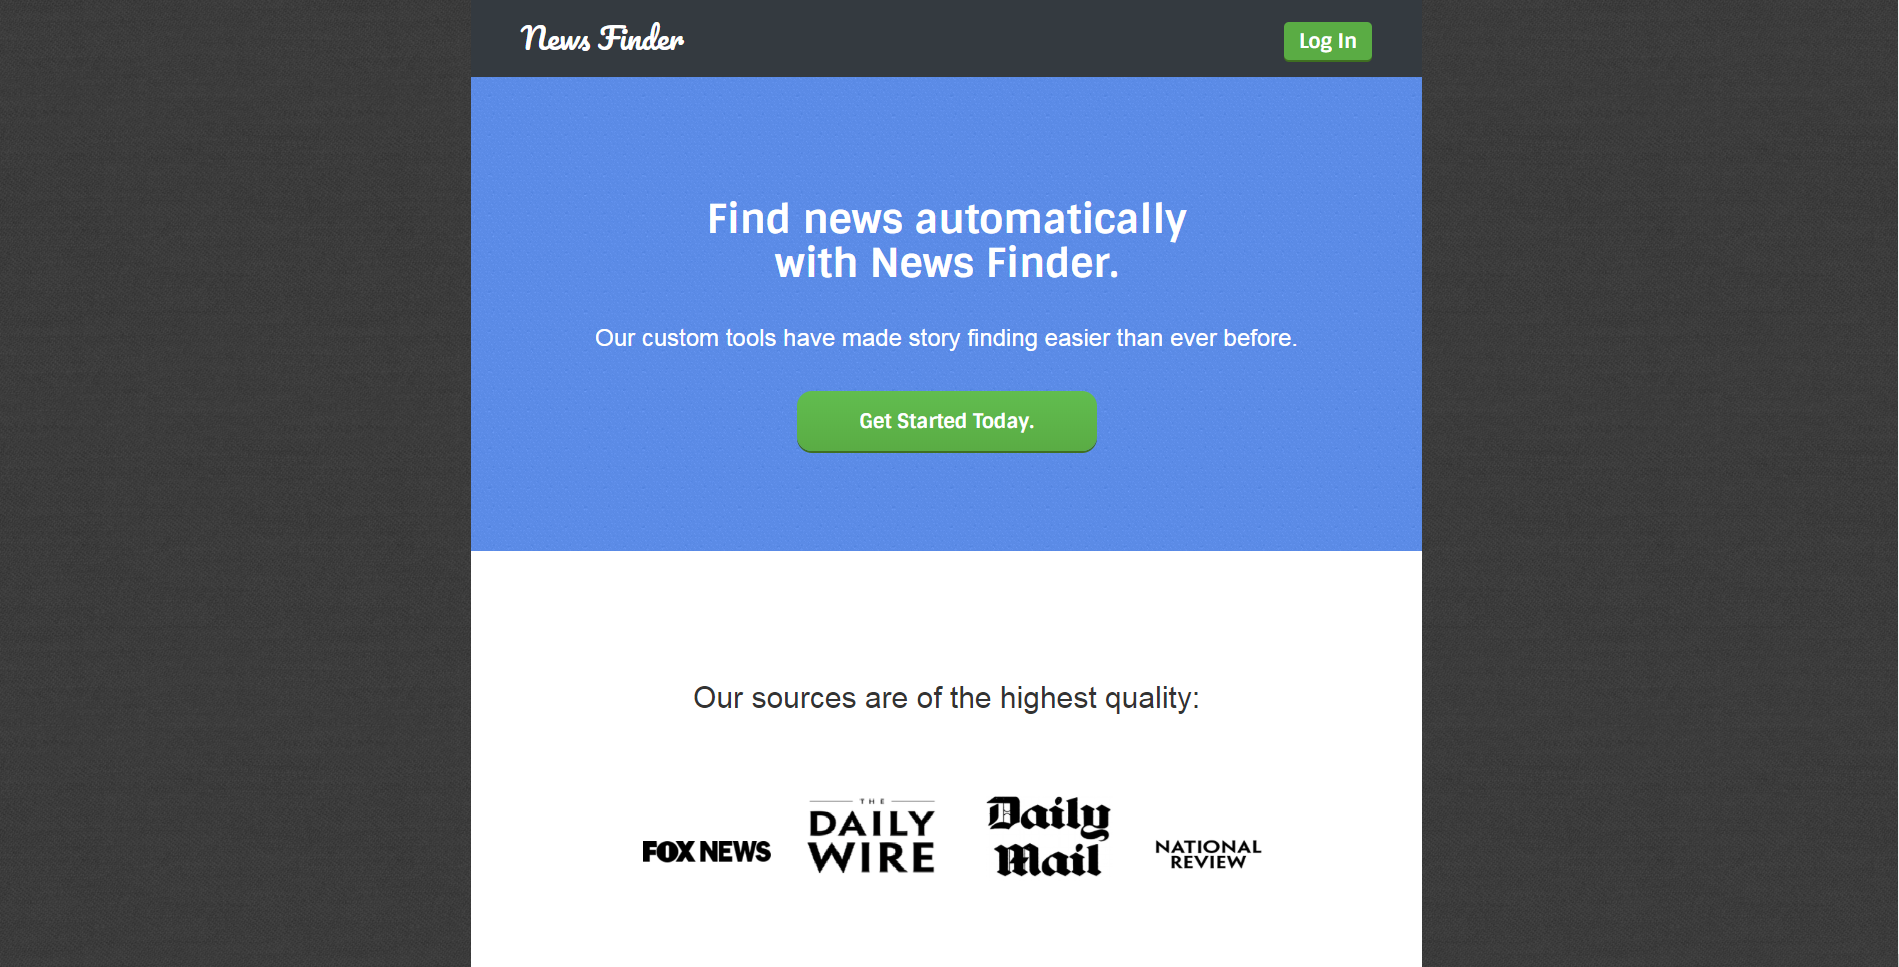 News Finder
Log In
Find news automatically
with News Finder.
Our custom tools have made story finding easier than ever before.
Get Started Today.
Our sources are of the highest quality:
FOX NEWS
THE
DAILY
WIRE
Daily
Mail
NATIONAL
REVIEW